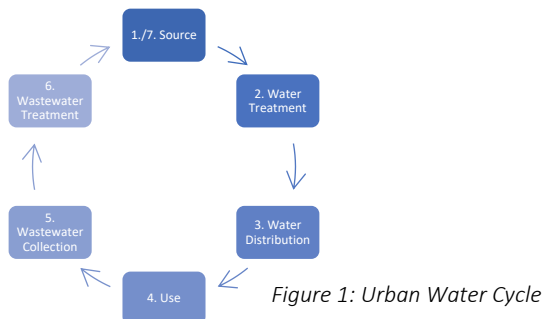 1./7. Source
2. Water
Treatment
3. Water
Distribution
4. Use
5.
Wastewater
Collection
6.
Wastewater
Treatment
Figure 1: Urban Water Cycle